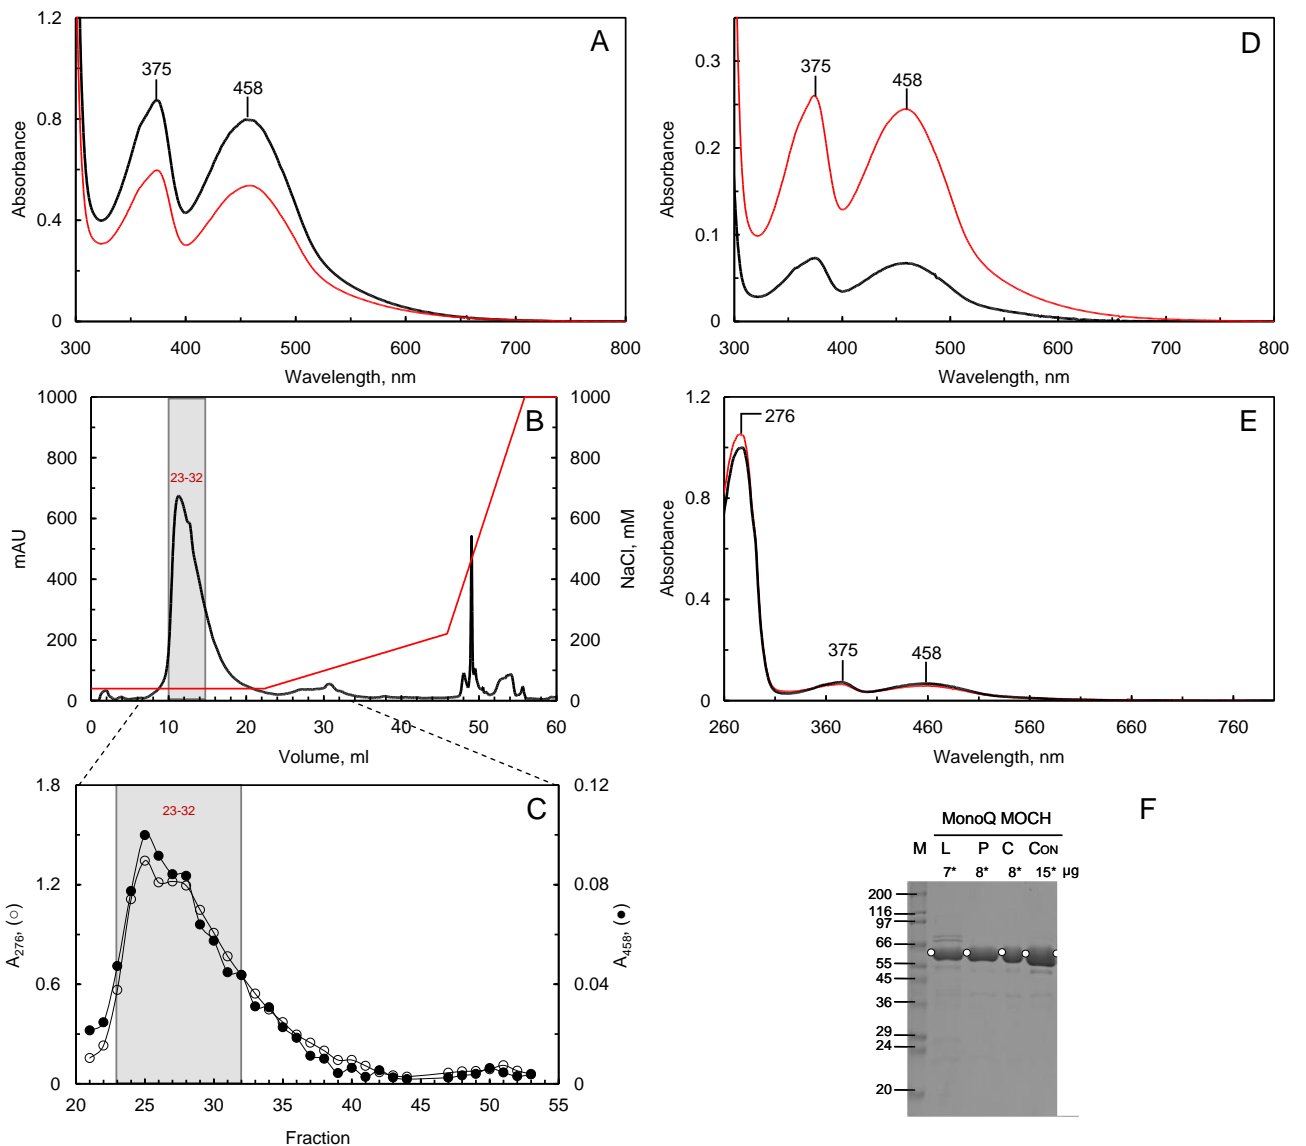 A
1.2
0.8
0.4
0
Absorbance
375
458
300 400 500 600 700 800
Wavelength, nm
D
0.3
0.2
0.1
0
Absorbance
375
458
300 400 500 600 700 800
Wavelength, nm
B
1000
800
600
400
200
0
mAU
23-32
1000
800
600
400
200
0
NaCl, mM
0 10 20 30 40 50 60
Volume, ml
E
1.2
0.8
0.4
0
Absorbance
276
375
458
260 360 460 560 660 760
Wavelength, nm
C
1.8
1.2
0.6
0
A276, (○)
23-32
0.12
0.08
0.04
0
A458, (●)
20 25 30 35 40 45 50 55
Fraction
F
MonoQ MOCH
M L P C CON
7* 8* 8* 15* µg
200
116
97
66
55
45
36
29
24
20